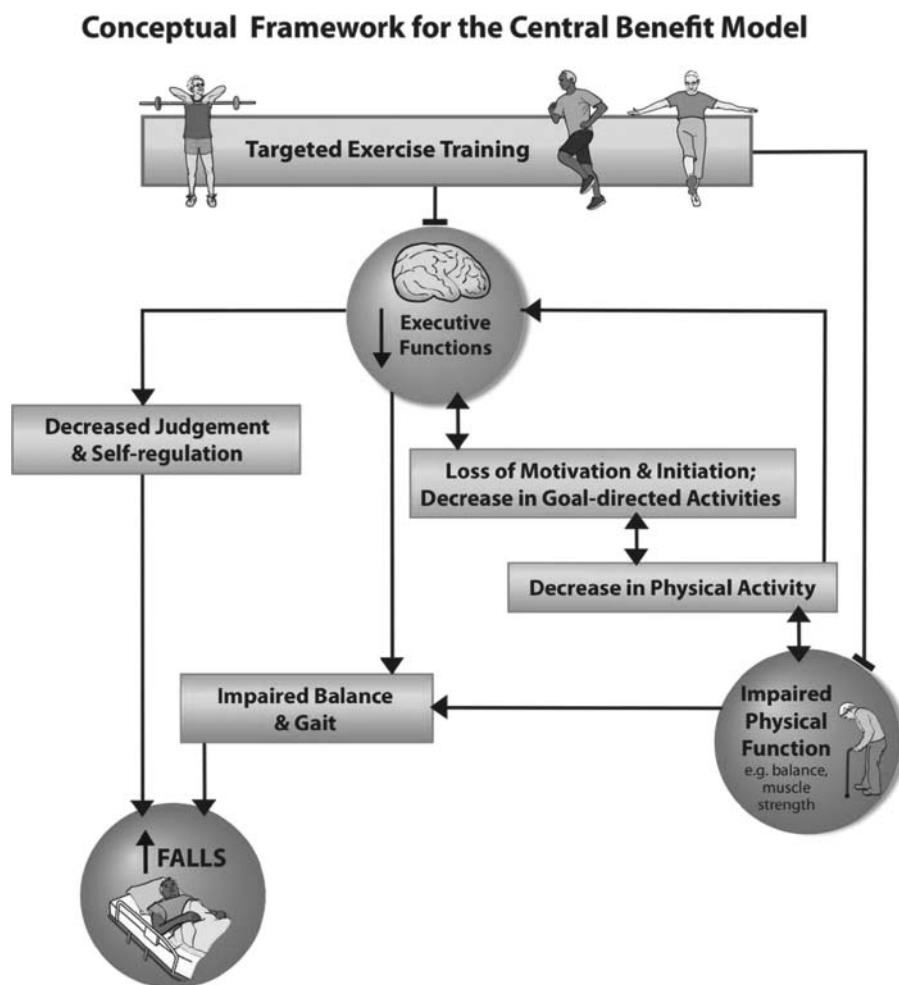 Conceptual Framework for the Central Benefit Model
Targeted Exercise Training
Executive
Functions
Decreased Judgement
& Self-regulation
Loss of Motivation & Initiation;
Decrease in Goal-directed Activities
Decrease in Physical Activity
Impaired Balance
& Gait
Impaired
Physical
Function
e.g. balance,
muscle
strength
FALLS